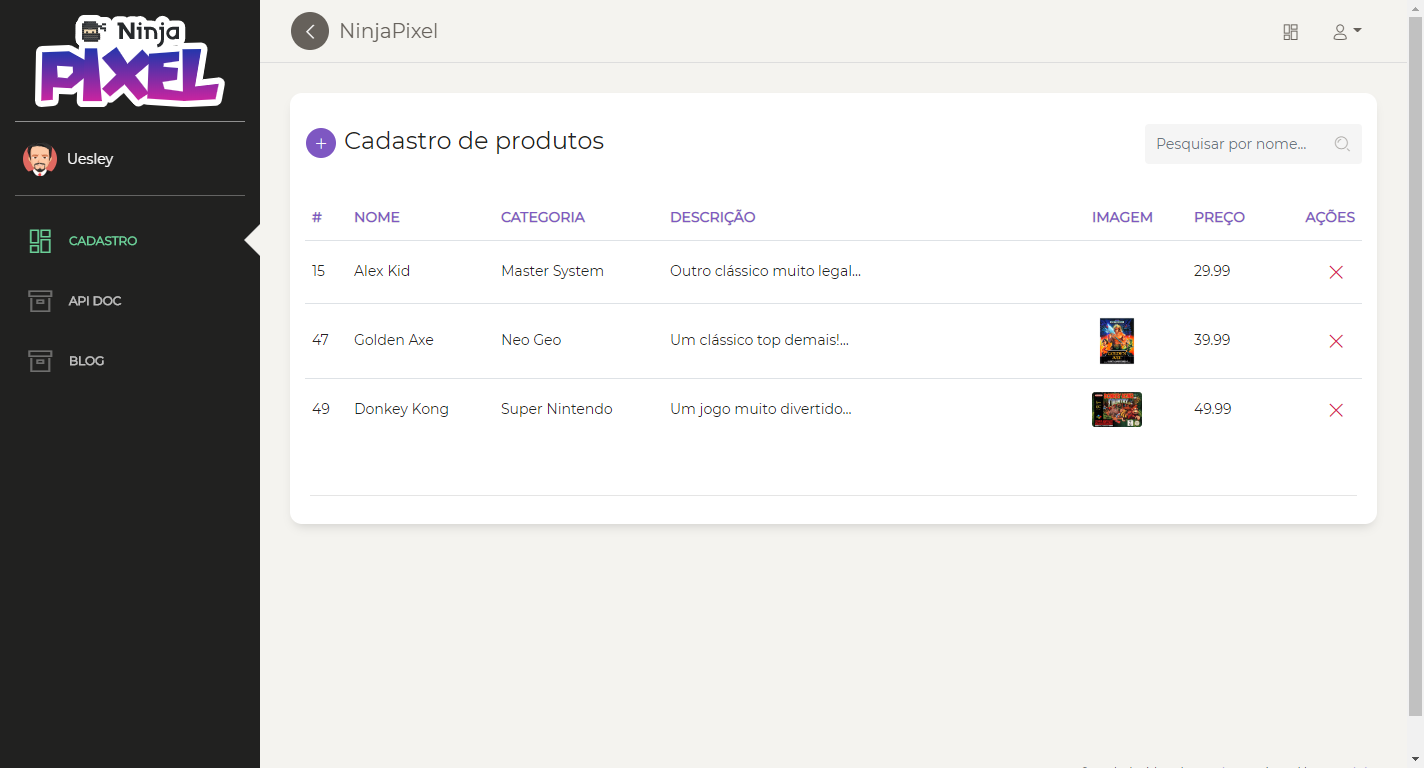 Ninja
PIXEL
NinjaPixel
Uesley
CADASTRO
API DOC
BLOG
+ Cadastro de produtos
Pesquisar por nome...
# NOME CATEGORIA DESCRIÇÃO IMAGEM PREÇO AÇÕES
15 Alex Kid Master System Outro clássico muito legal... 29.99
47 Golden Axe Neo Geo Um clássico top demais!... 39.99
GOLDEN
AXE
49 Donkey Kong Super Nintendo Um jogo muito divertido... 49.99